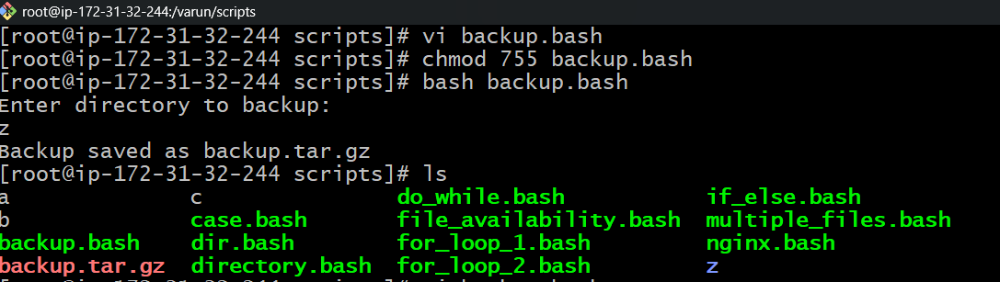 root@ip-172-31-32-244:/varun/scripts
[root@ip-172-31-32-244 scripts]# vi backup.bash
[root@ip-172-31-32-244 scripts]# chmod 755 backup.bash
[root@ip-172-31-32-244 scripts]# bash backup.bash
Enter directory to backup:
z
Backup saved as backup.tar.gz
[root@ip-172-31-32-244 scripts]# ls
a c do_while.bash if_else.bash
b case.bash file_availability.bash multiple_files.bash
backup.bash dir.bash for_loop_1.bash nginx.bash
backup.tar.gz directory.bash for_loop_2.bash z